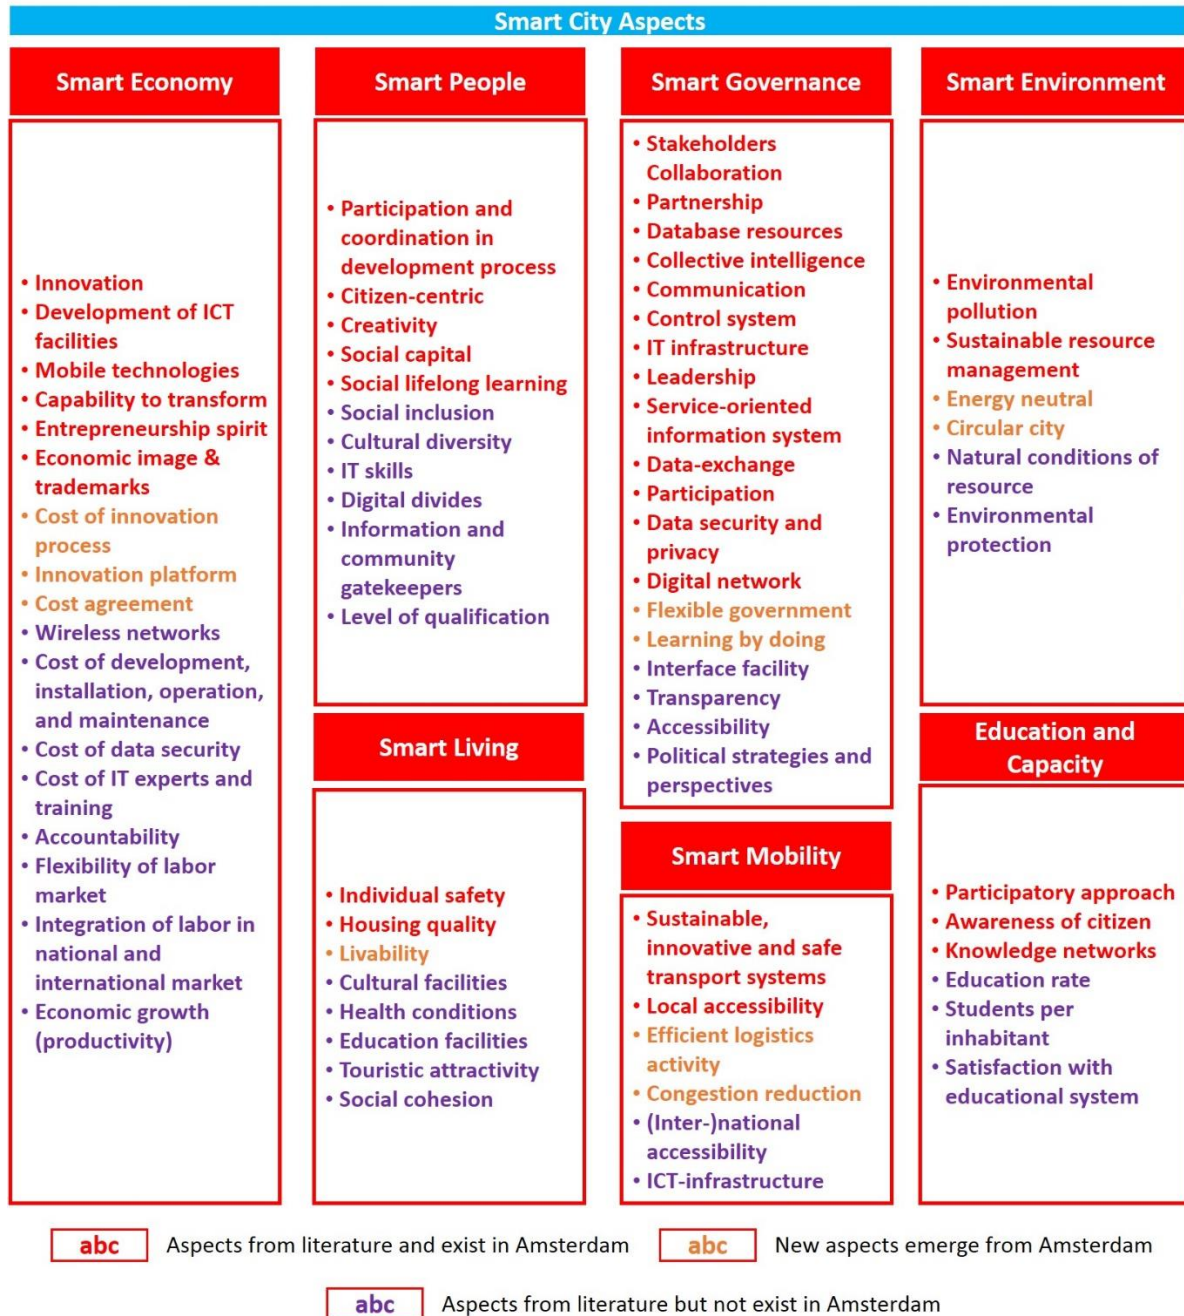 Smart City Aspects
Smart Economy
• Innovation
• Development of ICT
facilities
• Mobile technologies
• Capability to transform
• Entrepreneurship spirit
• Economic image &
trademarks
• Cost of innovation
process
• Innovation platform
• Cost agreement
• Wireless networks
• Cost of development,
installation, operation,
and maintenance
• Cost of data security
• Cost of IT experts and
training
• Accountability
• Flexibility of labor
market
• Integration of labor in
national and
international market
• Economic growth
(productivity)
Smart People
• Participation and
coordination in
development process
• Citizen-centric
• Creativity
• Social capital
• Social lifelong learning
• Social inclusion
• Cultural diversity
• IT skills
• Digital divides
• Information and
community
gatekeepers
• Level of qualification
Smart Living
• Individual safety
• Housing quality
• Livability
• Cultural facilities
• Health conditions
• Education facilities
• Touristic attractivity
• Social cohesion
Smart Governance
• Stakeholders
Collaboration
• Partnership
• Database resources
• Collective intelligence
• Communication
• Control system
• IT infrastructure
• Leadership
• Service-oriented
information system
• Data-exchange
• Participation
• Data security and
privacy
• Digital network
• Flexible government
• Learning by doing
• Interface facility
• Transparency
• Accessibility
• Political strategies and
perspectives
Smart Mobility
• Sustainable,
innovative and safe
transport systems
• Local accessibility
• Efficient logistics
activity
• Congestion reduction
• (Inter-)national
accessibility
• ICT-infrastructure
Smart Environment
• Environmental
pollution
• Sustainable resource
management
• Energy neutral
• Circular city
• Natural conditions of
resource
• Environmental
protection
Education and
Capacity
• Participatory approach
• Awareness of citizen
• Knowledge networks
• Education rate
• Students per
inhabitant
• Satisfaction with
educational system
abc Aspects from literature and exist in Amsterdam
abc New aspects emerge from Amsterdam
abc Aspects from literature but not exist in Amsterdam